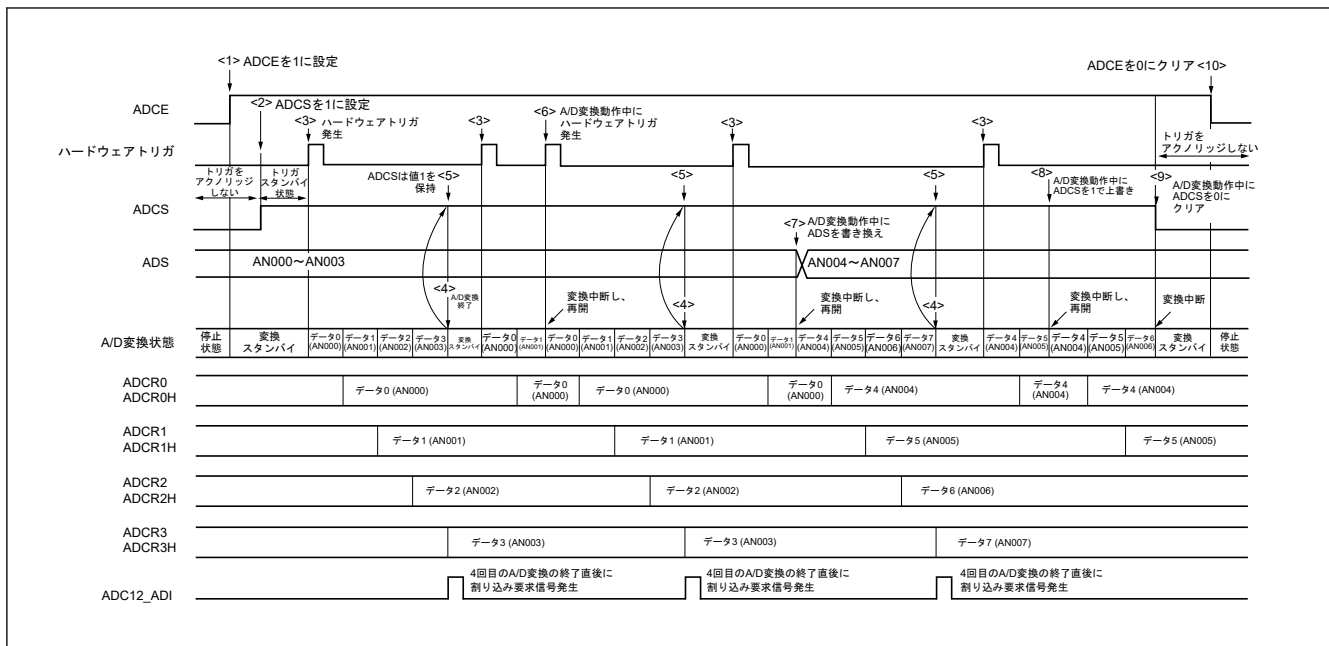 <1> ADCEを1に設定
ADCEを0にクリア <10>
ADCE
<2> ADCSを1に設定
<3> ハードウェアトリガ
発生
<3>
<6> A/D変換動作中に
ハードウェアトリガ
発生
<3>
<3>
トリガを
アクノリッジしない
ハードウェアトリガ
トリガを
アクノリッジ
しない
トリガ
スタンバイ
状態
ADCSは値1を
保持
<5>
<5>
<5>
<8> A/D変換動作中に
ADCSを1で上書き
<9> A/D変換動作中に
ADCSを0に
クリア
ADCS
<7> A/D変換動作中に
ADSを書き換え
ADS
AN000～AN003
AN004～AN007
<4>
A/D変換
終了
変換中断し、
再開
<4>
変換中断し、
再開
<4>
変換中断し、
再開
変換中断
A/D変換状態
停止
状態
変換
スタンバイ
データ0
(AN000)
データ1
(AN001)
データ2
(AN002)
データ3
(AN003)
変換
スタンバイ
データ0
(AN000)
データ1
(AN001)
データ0
(AN000)
データ1
(AN001)
データ2
(AN002)
データ3
(AN003)
変換
スタンバイ
データ0
(AN000)
データ1
(AN001)
データ4
(AN004)
データ5
(AN005)
データ6
(AN006)
データ7
(AN007)
変換
スタンバイ
データ4
(AN004)
データ5
(AN005)
データ4
(AN004)
データ5
(AN005)
データ6
(AN006)
変換
スタンバイ
停止
状態
ADCR0
ADCR0H
データ0 (AN000)
データ0
(AN000)
データ0 (AN000)
データ0
(AN000)
データ4 (AN004)
データ4
(AN004)
データ4 (AN004)
ADCR1
ADCR1H
データ1 (AN001)
データ1 (AN001)
データ5 (AN005)
データ5 (AN005)
ADCR2
ADCR2H
データ2 (AN002)
データ2 (AN002)
データ6 (AN006)
ADCR3
ADCR3H
データ3 (AN003)
データ3 (AN003)
データ7 (AN007)
ADC12_ADI
4回目のA/D変換の終了直後に
割り込み要求信号発生
4回目のA/D変換の終了直後に
割り込み要求信号発生
4回目のA/D変換の終了直後に
割り込み要求信号発生